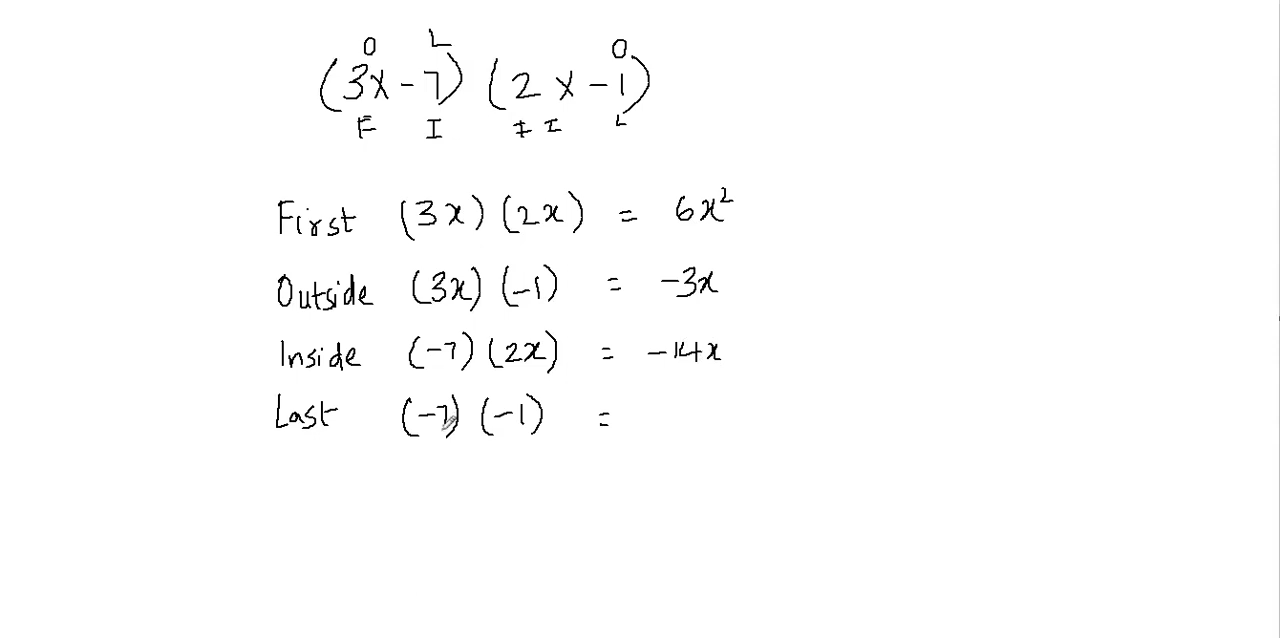 O L O
(3x-7) (2x-1)
F I I I L
First (3x)(2x) = 6x²
Outside (3x)(-1) = -3x
Inside (-7)(2x) = -14x
Last (-7)(-1) =